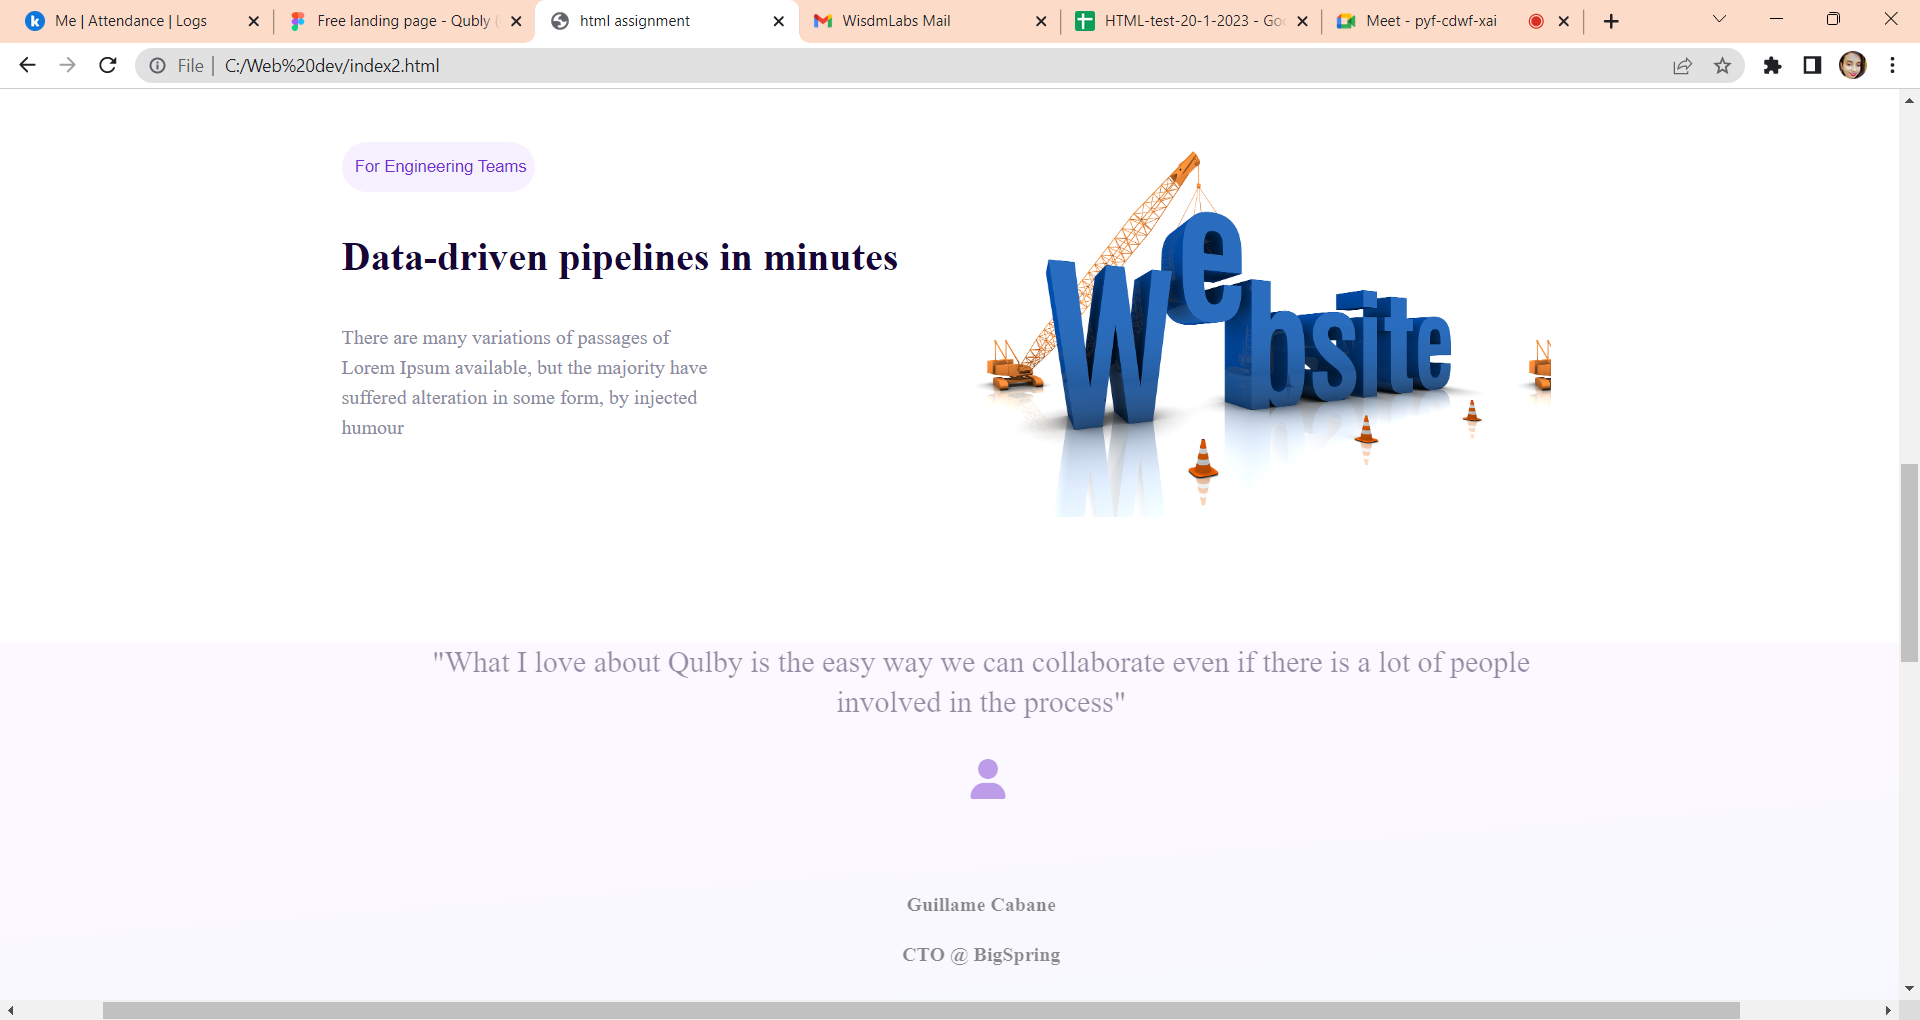 Me | Attendance | Logs
Free landing page - Qubly (
html assignment
WisdmLabs Mail
HTML-test-20-1-2023 - Goo
Meet - pyf-cdwf-xai
File
C:/Web%20dev/index2.html
For Engineering Teams
Data-driven pipelines in minutes
There are many variations of passages of
Lorem Ipsum available, but the majority have
suffered alteration in some form, by injected
humour
Website
"What I love about Qulby is the easy way we can collaborate even if there is a lot of people
involved in the process"
Guillame Cabane
CTO @ BigSpring